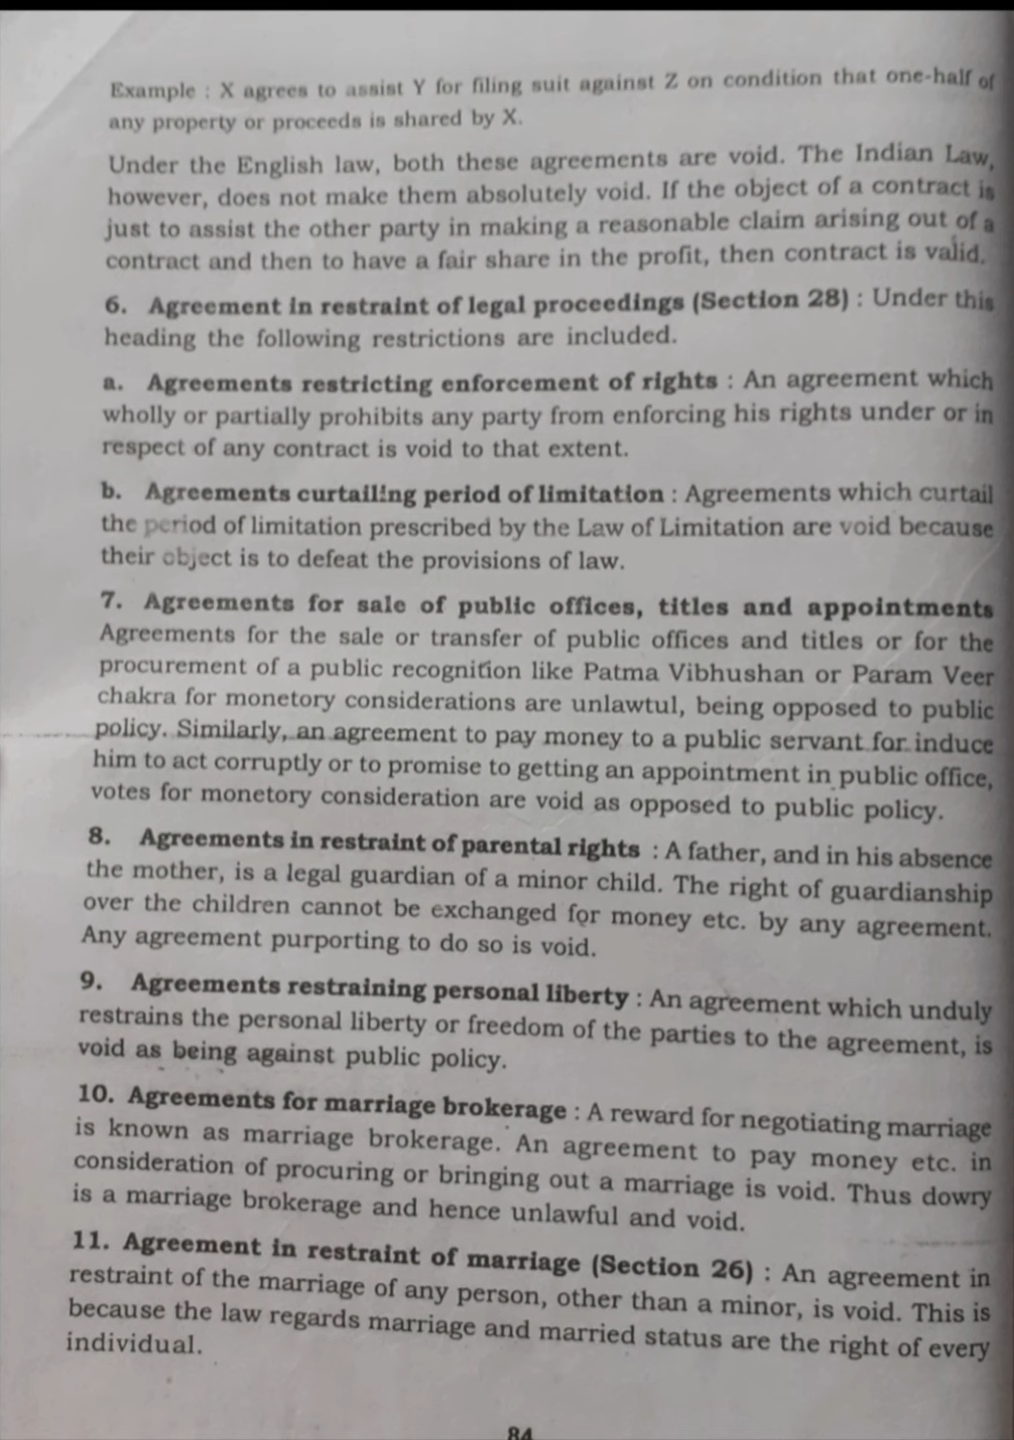 Example : X agrees to assist Y for filing suit against Z on condition that one-half of
any property or proceeds is shared by X.
Under the English law, both these agreements are void. The Indian Law,
however, does not make them absolutely void. If the object of a contract is
just to assist the other party in making a reasonable claim arising out of a
contract and then to have a fair share in the profit, then contract is valid.
6. Agreement in restraint of legal proceedings (Section 28) : Under this
heading the following restrictions are included.
a. Agreements restricting enforcement of rights : An agreement which
wholly or partially prohibits any party from enforcing his rights under or in
respect of any contract is void to that extent.
b. Agreements curtailing period of limitation : Agreements which curtail
the period of limitation prescribed by the Law of Limitation are void because
their object is to defeat the provisions of law.
7. Agreements for sale of public offices, titles and appointments
Agreements for the sale or transfer of public offices and titles or for the
procurement of a public recognition like Patma Vibhushan or Param Veer
chakra for monetory considerations are unlawtul, being opposed to public
policy. Similarly, an agreement to pay money to a public servant for induce
him to act corruptly or to promise to getting an appointment in public office,
votes for monetory consideration are void as opposed to public policy.
8. Agreements in restraint of parental rights : A father, and in his absence
the mother, is a legal guardian of a minor child. The right of guardianship
over the children cannot be exchanged for money etc. by any agreement.
Any agreement purporting to do so is void.
9. Agreements restraining personal liberty : An agreement which unduly
restrains the personal liberty or freedom of the parties to the agreement, is
void as being against public policy.
10. Agreements for marriage brokerage : A reward for negotiating marriage
is known as marriage brokerage. An agreement to pay money etc. in
consideration of procuring or bringing out a marriage is void. Thus dowry
is a marriage brokerage and hence unlawful and void.
11. Agreement in restraint of marriage (Section 26) : An agreement in
restraint of the marriage of any person, other than a minor, is void. This is
because the law regards marriage and married status are the right of every
individual.
84